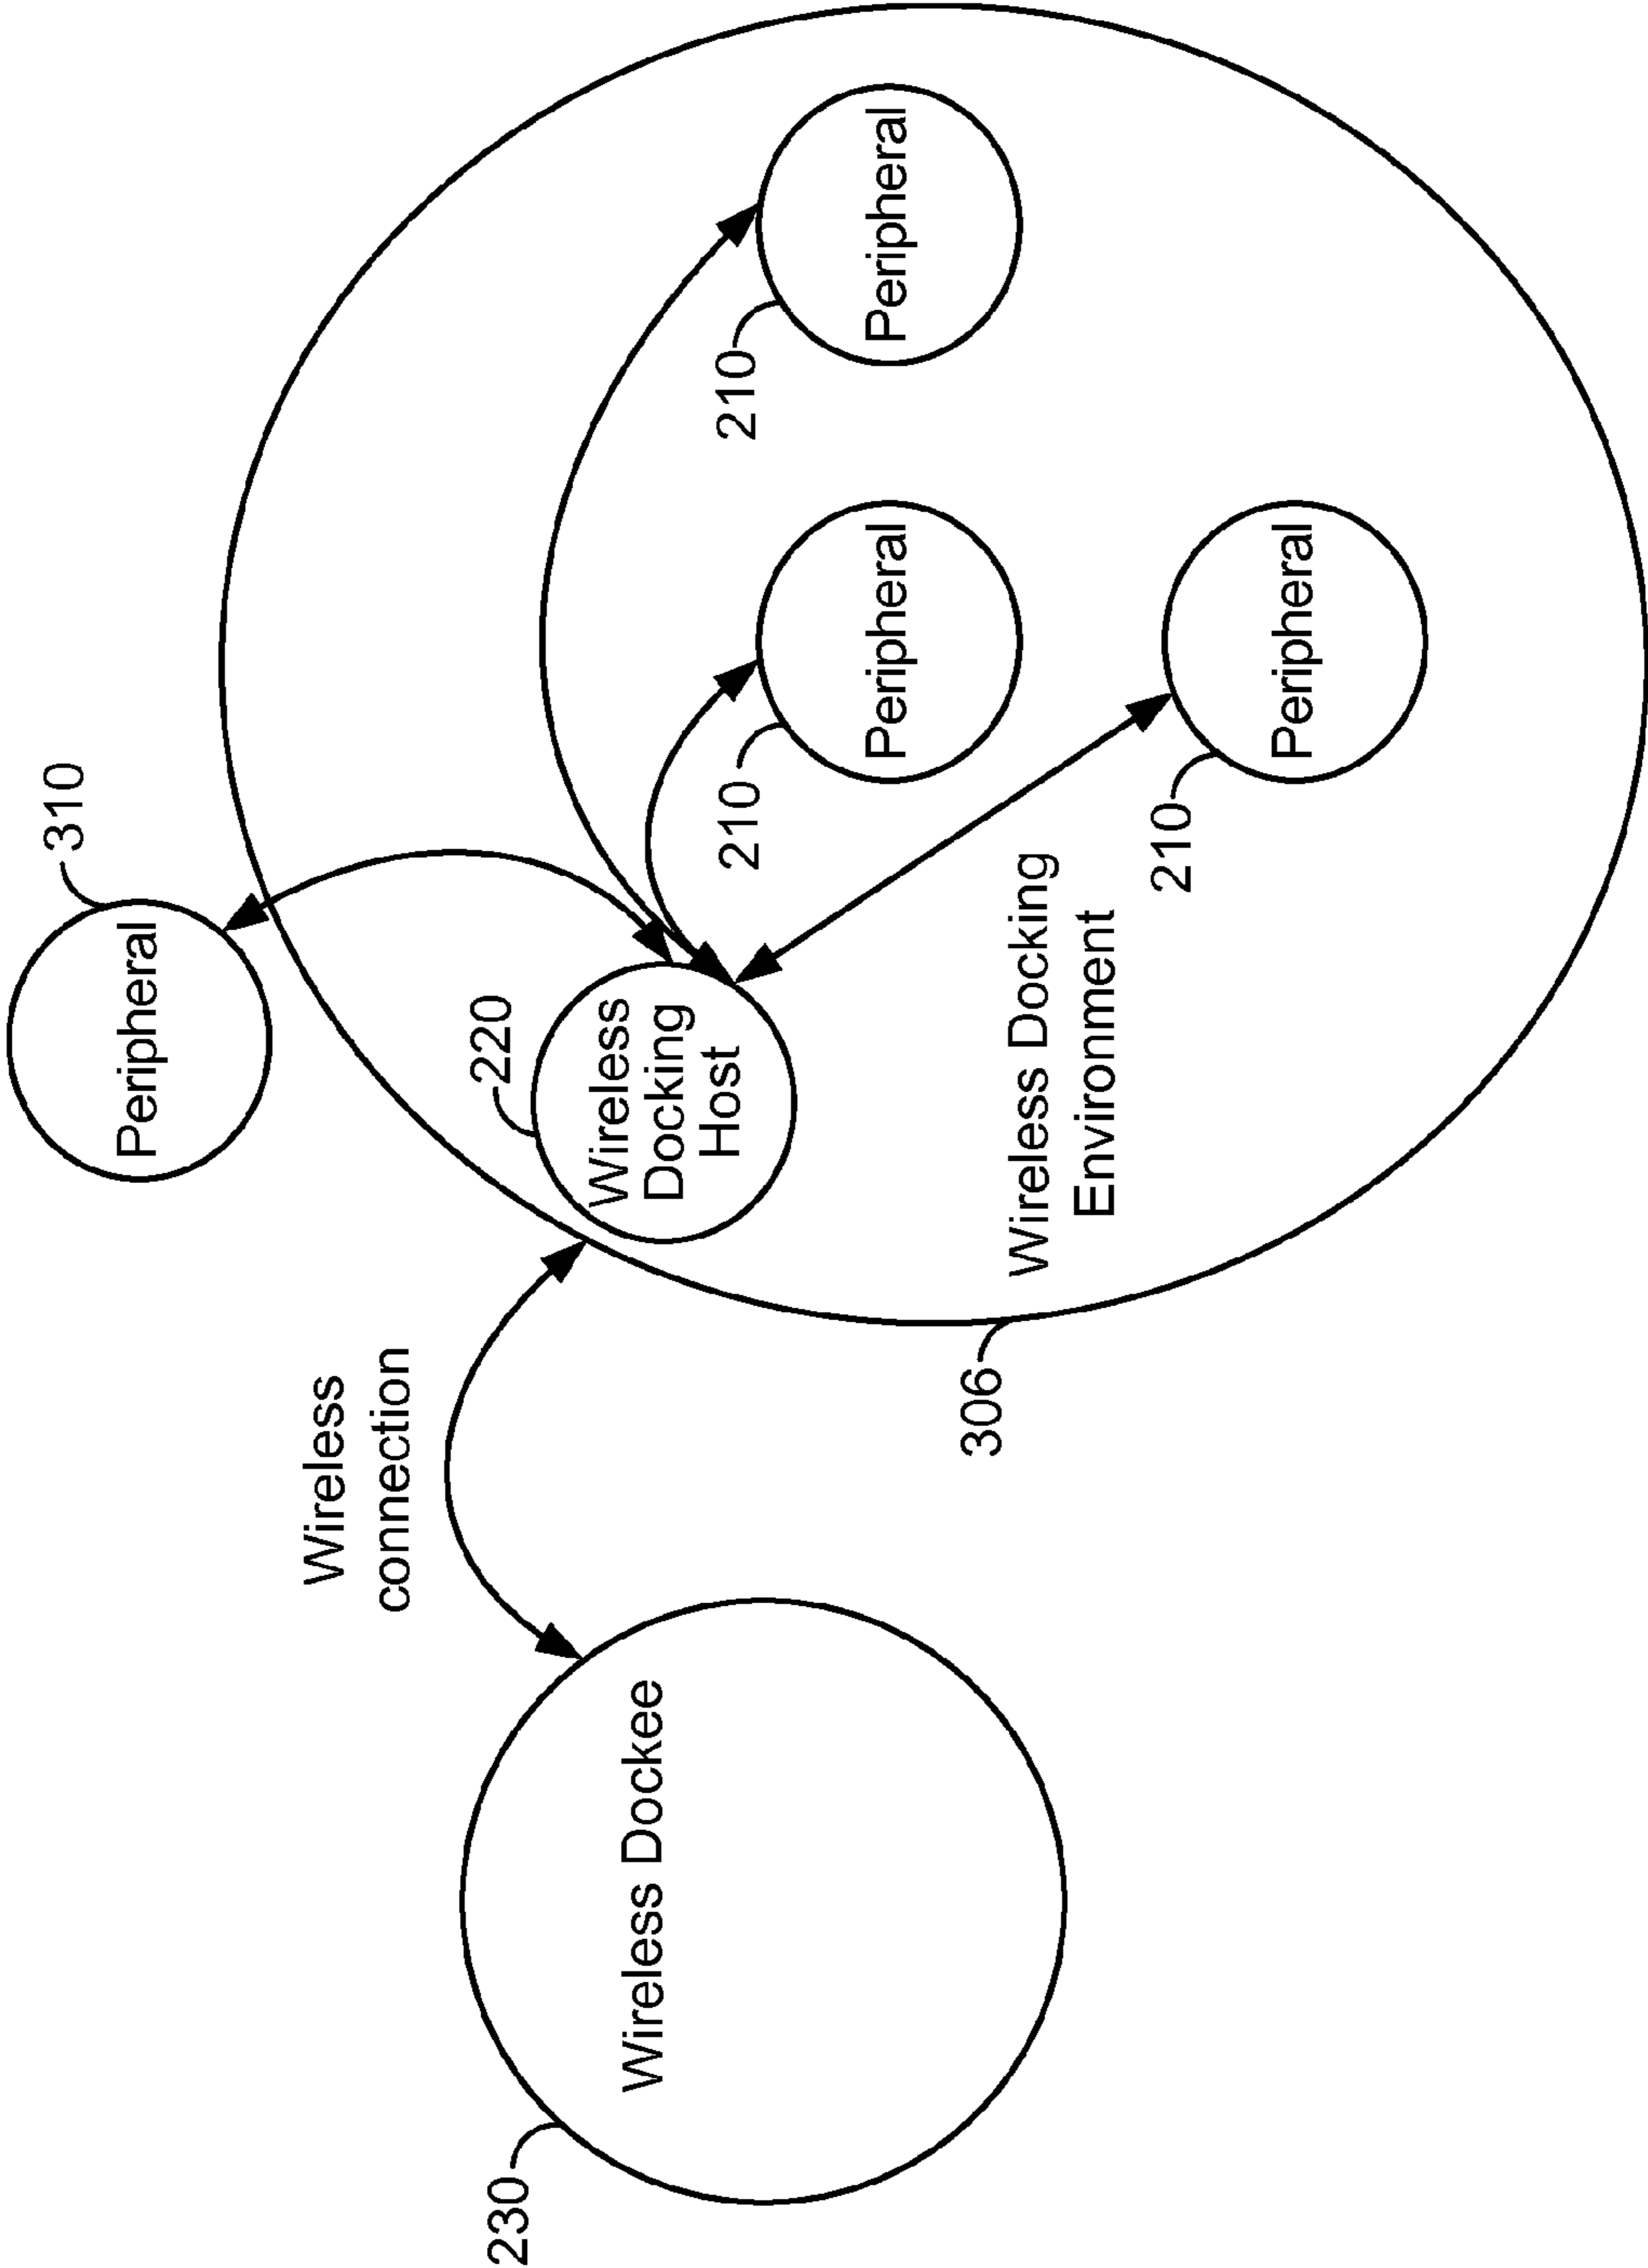 310
Peripheral
Wireless
connection
220
Wireless
Docking
Host
230
Wireless Dockee
210
Peripheral
210
Peripheral
306
Wireless Docking
Environment
210
Peripheral